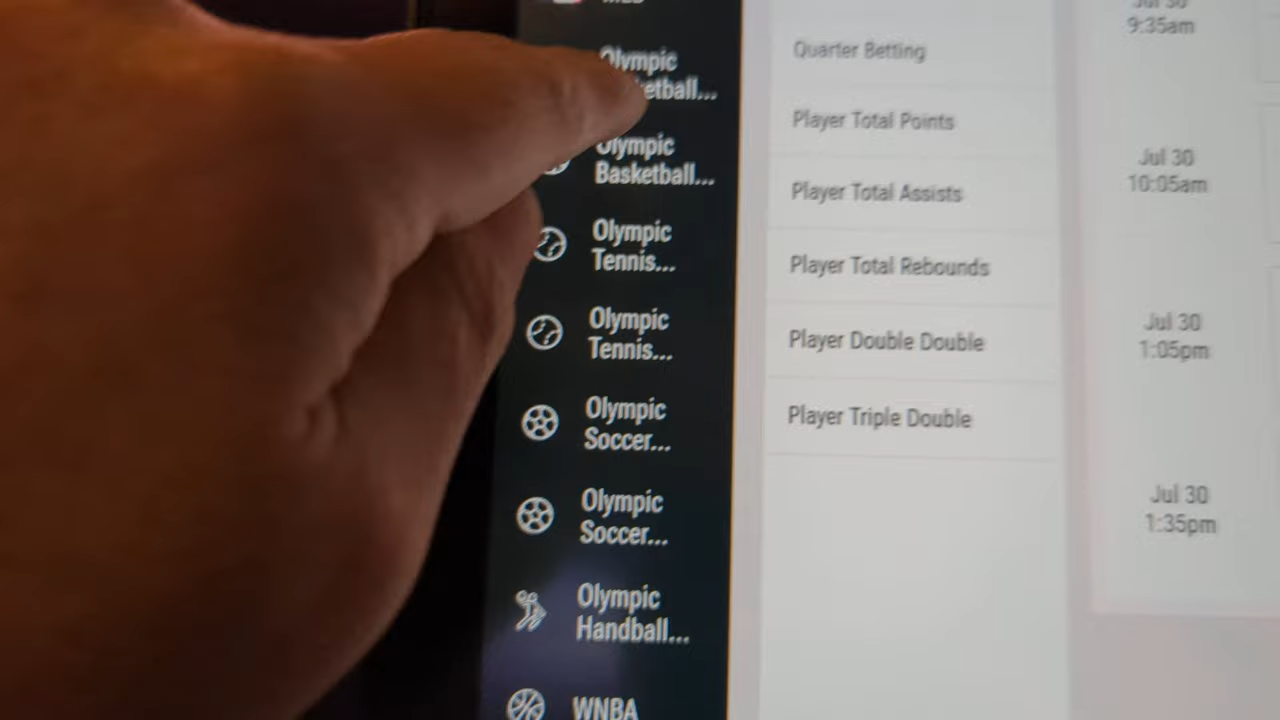 Olympic
Basketball...
Olympic
Tennis...
Olympic
Tennis...
Olympic
Soccer...
Olympic
Soccer...
Olympic
Handball...
WNBA
Quarter Betting
Player Total Points
Player Total Assists
Player Total Rebounds
Player Double Double
Player Triple Double
Jul 30
9:35am
Jul 30
10:05am
Jul 30
1:05pm
Jul 30
1:35pm